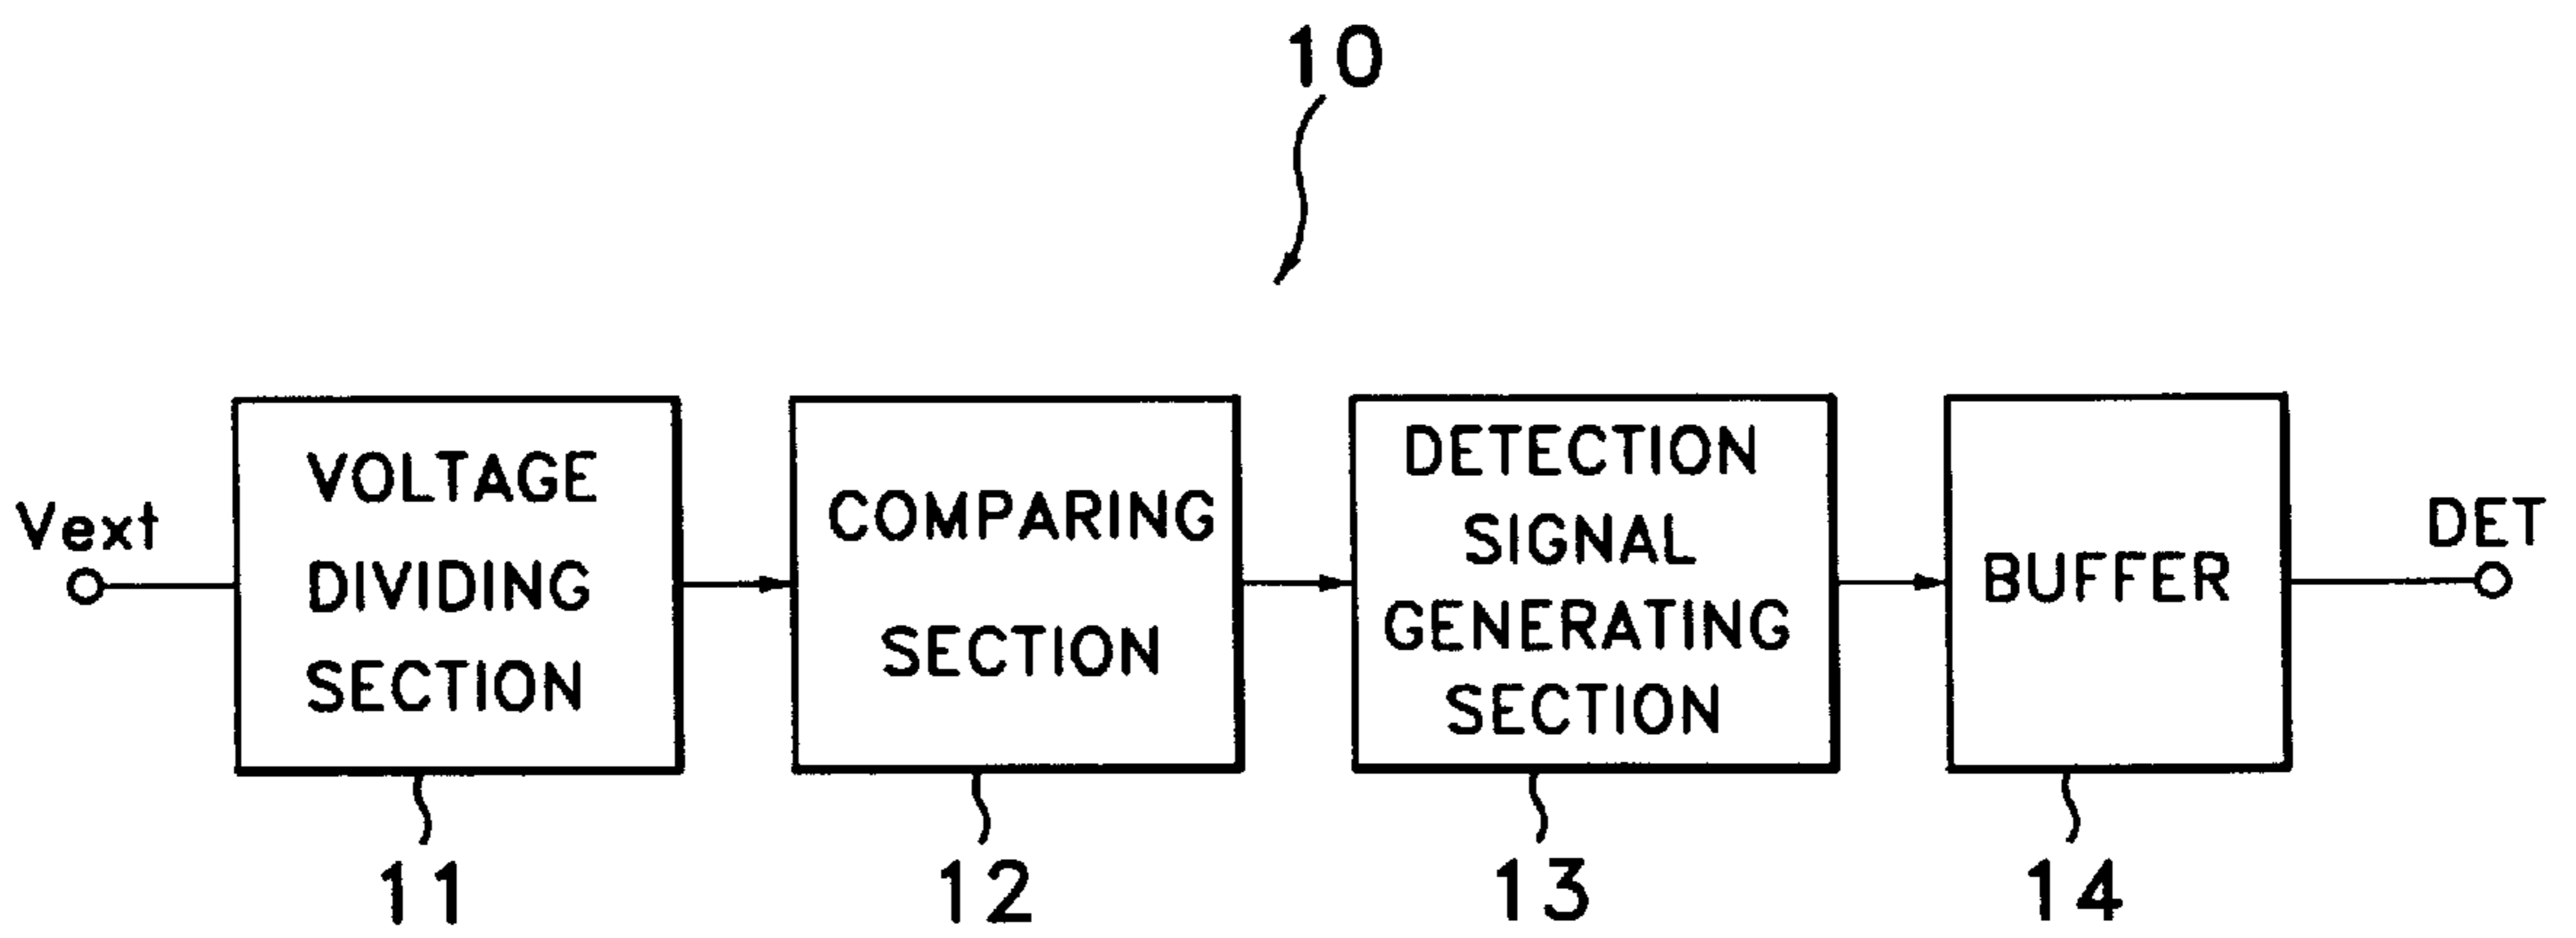 10
Vext
VOLTAGE
DIVIDING
SECTION
COMPARING
SECTION
DETECTION
SIGNAL
GENERATING
SECTION
BUFFER
DET
11
12
13
14